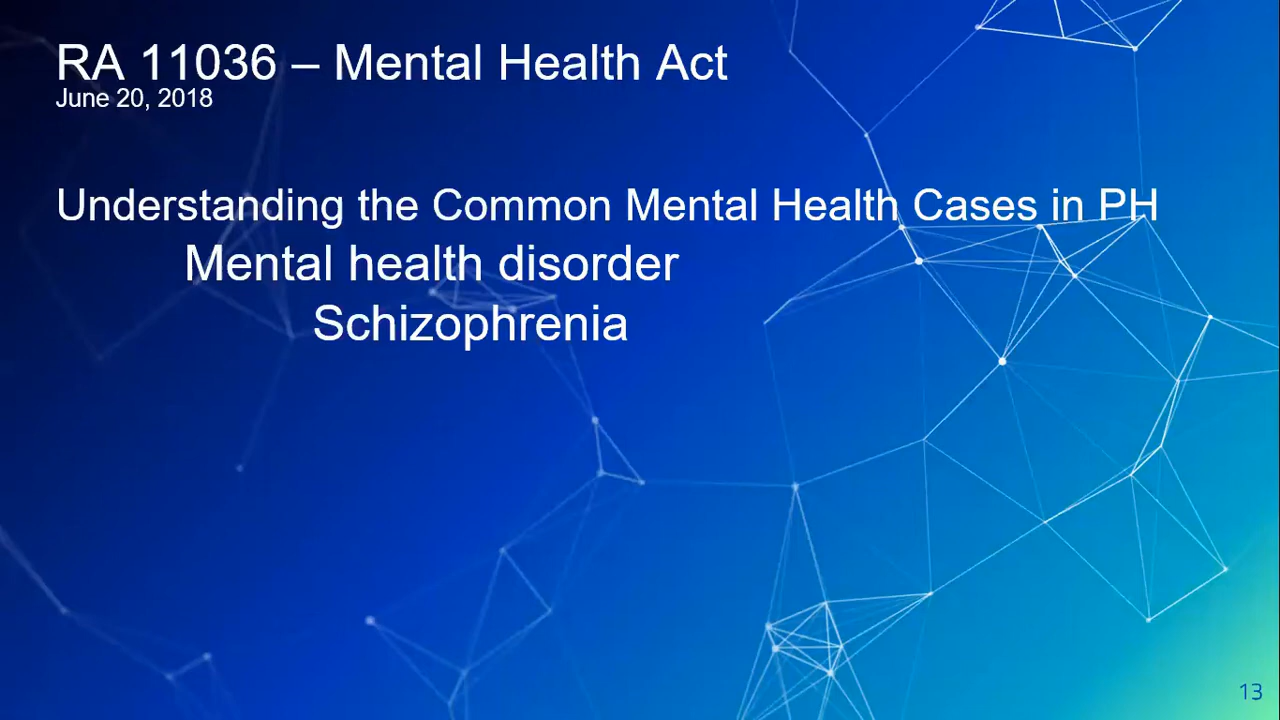 RA 11036 – Mental Health Act
June 20, 2018
Understanding the Common Mental Health Cases in PH
Mental health disorder
Schizophrenia
13